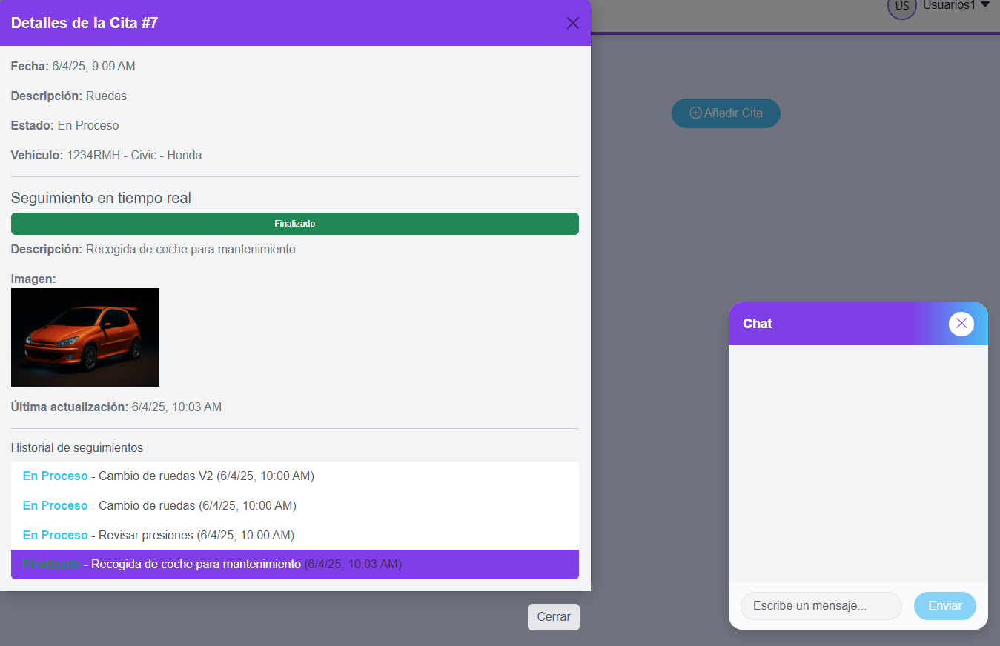 Detalles de la Cita #7
US Usuarios1
Fecha: 6/4/25, 9:09 AM
Descripción: Ruedas
Añadir Cita
Estado: En Proceso
Vehículo: 1234RMH - Civic - Honda
Seguimiento en tiempo real
Finalizado
Descripción: Recogida de coche para mantenimiento
Imagen:
Última actualización: 6/4/25, 10:03 AM
Historial de seguimientos
En Proceso - Cambio de ruedas V2 (6/4/25, 10:00 AM)
En Proceso - Cambio de ruedas (6/4/25, 10:00 AM)
En Proceso - Revisar presiones (6/4/25, 10:00 AM)
Finalizado - Recogida de coche para mantenimiento (6/4/25, 10:03 AM)
Cerrar
Chat
Escribe un mensaje...
Enviar